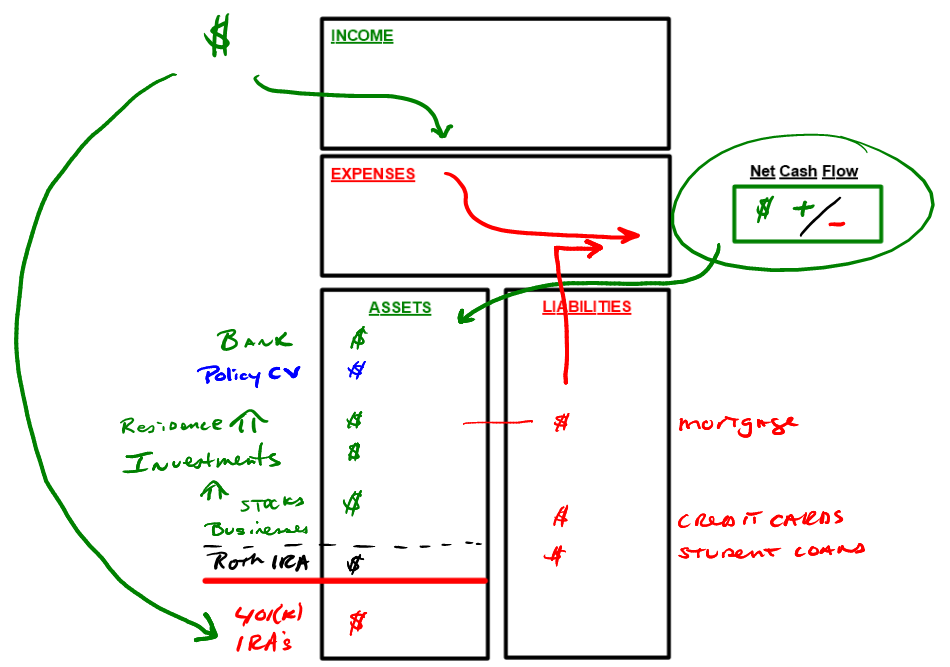 $
INCOME
EXPENSES
Net Cash Flow
$ +/-
ASSETS
LIABILITIES
BANK $
Policy CV $
Residence $ $ mortgage
Investments $
STOCKS $
Businesses
$ CREDIT CARDS
$ STUDENT LOANS
Roth IRA $
401(K) $
IRA's